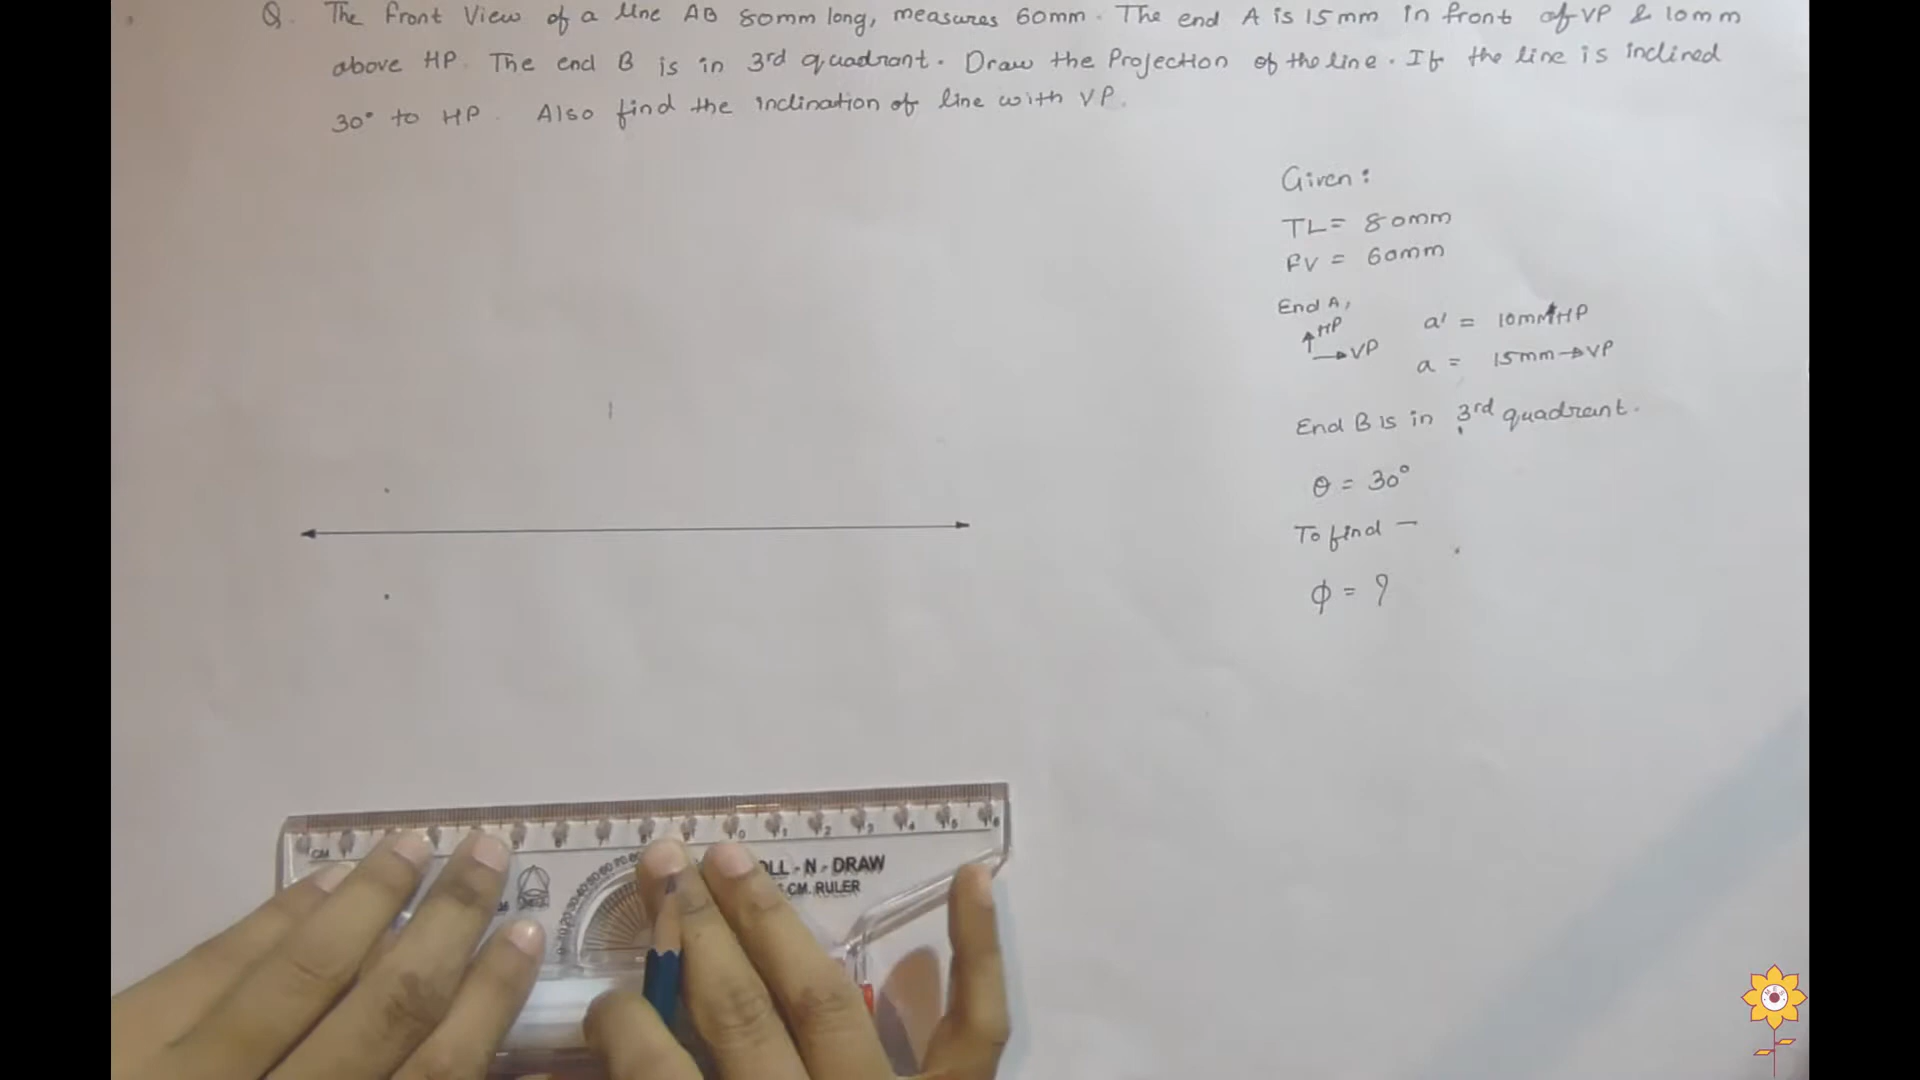 Q. The Front View of a line AB 80mm long, measures 60mm. The end A is 15mm in front of VP & 10mm
above HP. The end B is in 3rd quadrant. Draw the Projection of the line. If the line is inclined
30° to HP. Also find the inclination of line with VP.
Given:
TL = 80mm
FV = 60mm
End A,
↑HP
→VP
a' = 10mm↑HP
a = 15mm→VP
End B is in 3rd quadrant.
θ = 30°
To find –
ϕ = ?
CM
ROLL-N-DRAW
CM. RULER